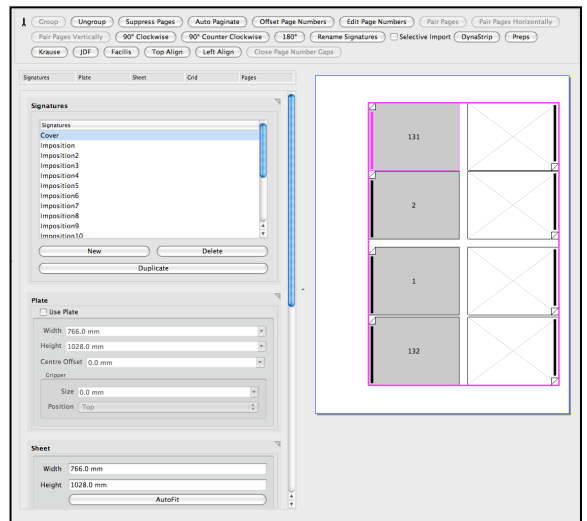 Group Ungroup Suppress Pages Auto Paginate Offset Page Numbers Edit Page Numbers Pair Pages Pair Pages Horizontally
Pair Pages Vertically 90° Clockwise 90° Counter Clockwise 180° Rename Signatures Selective Import DynaStrip Preps
Krause JDF Facilis Top Align Left Align Close Page Number Gaps
Signatures Plate Sheet Grid Pages
Signatures
Signatures
Cover
Imposition
Imposition2
Imposition3
Imposition4
Imposition5
Imposition6
Imposition7
Imposition8
Imposition9
Imposition10
New Delete
Duplicate
Plate
Use Plate
Width 766.0 mm
Height 1028.0 mm
Centre Offset 0.0 mm
Gripper
Size 0.0 mm
Position Top
Sheet
Width 766.0 mm
Height 1028.0 mm
AutoFit
131
2
1
132